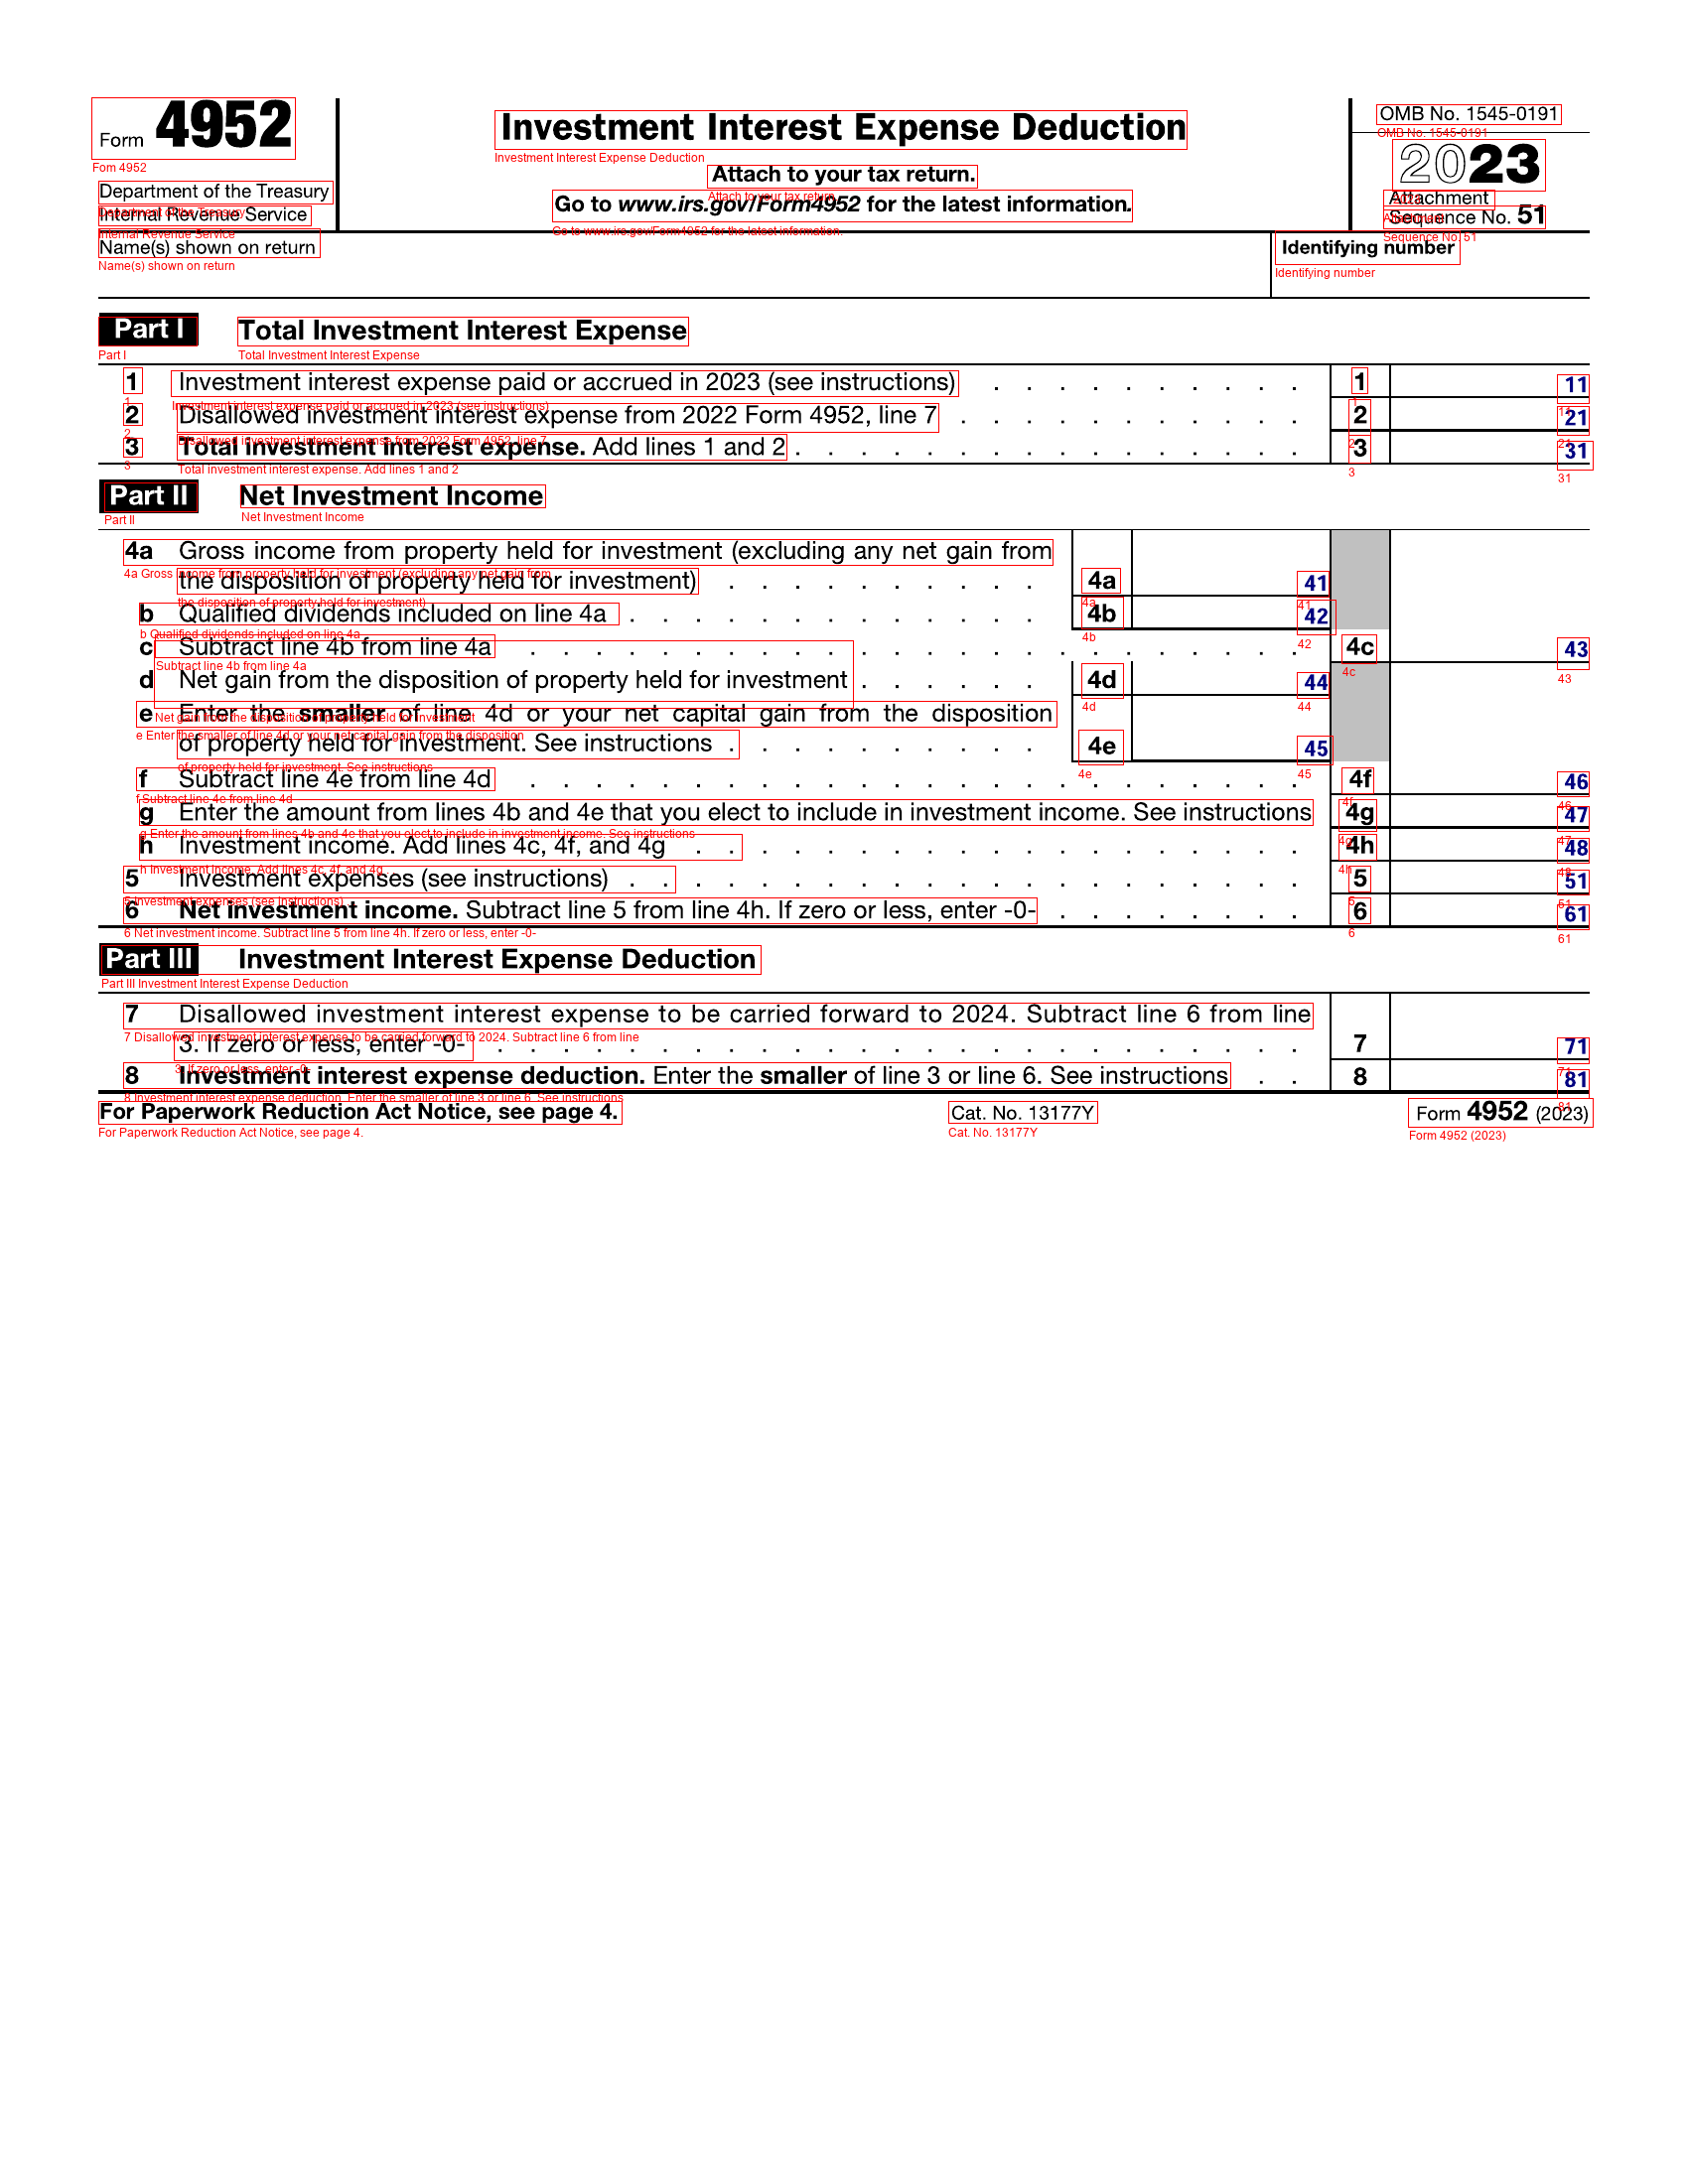 Form 4952
Fom 4952
Department of the Treasury
Department of the Treasury
Internal Revenue Service
Internal Revenue Service
Investment Interest Expense Deduction
Investment Interest Expense Deduction
Attach to your tax return.
Attach to your tax return.
Go to www.irs.gov/Form4952 for the latest information.
Go to www.irs.gov/Form4952 for the latest information.
OMB No. 1545-0191
OMB No. 1545-0191
2023
Attachment
Attachment
Sequence No. 51
Sequence No. 51
Name(s) shown on return
Name(s) shown on return
Identifying number
Identifying number
Part I Total Investment Interest Expense
Part I Total Investment Interest Expense
1 Investment interest expense paid or accrued in 2023 (see instructions) . . . . . . . . . . 1 11
1 Investment interest expense paid or accrued in 2023 (see instructions)
2 Disallowed investment interest expense from 2022 Form 4952, line 7 . . . . . . . . . . . 2 21
2 Disallowed investment interest expense from 2022 Form 4952, line 7 2 21
3 Total investment interest expense. Add lines 1 and 2 . . . . . . . . . . . . . . . . 3 31
3 Total investment interest expense. Add lines 1 and 2 3 31
Part II Net Investment Income
Part II Net Investment Income
4a Gross income from property held for investment (excluding any net gain from
4a Gross income from property held for investment (excluding any net gain from
the disposition of property held for investment) . . . . . . . . . . 4a 41
the disposition of property held for investment) 4a 41
b Qualified dividends included on line 4a . . . . . . . . . . . . . 4b 42
b Qualified dividends included on line 4a 4b 42
c Subtract line 4b from line 4a . . . . . . . . . . . . . . . . . . . . . . . . 4c 43
Subtract line 4b from line 4a 4c 43
d Net gain from the disposition of property held for investment . . . . . . 4d 44
Net gain from the disposition of property held for investment 4d 44
e Enter the smaller of line 4d or your net capital gain from the disposition
e Enter the smaller of line 4d or your net capital gain from the disposition
of property held for investment. See instructions . . . . . . . . . . 4e 45
of property held for investment. See instructions 4e 45
f Subtract line 4e from line 4d . . . . . . . . . . . . . . . . . . . . . . . . 4f 46
f Subtract line 4e from line 4d 4f 46
g Enter the amount from lines 4b and 4e that you elect to include in investment income. See instructions 4g 47
g Enter the amount from lines 4b and 4e that you elect to include in investment income. See instructions 4g 47
h Investment income. Add lines 4c, 4f, and 4g . . . . . . . . . . . . . . . . . . . 4h 48
h Investment income. Add lines 4c, 4f, and 4g 4h 48
5 Investment expenses (see instructions) . . . . . . . . . . . . . . . . . . . . . 5 51
5 Investment expenses (see instructions) 5 51
6 Net investment income. Subtract line 5 from line 4h. If zero or less, enter -0- . . . . . . . . 6 61
6 Net investment income. Subtract line 5 from line 4h. If zero or less, enter -0- 6 61
Part III Investment Interest Expense Deduction
Part III Investment Interest Expense Deduction
7 Disallowed investment interest expense to be carried forward to 2024. Subtract line 6 from line
7 Disallowed investment interest expense to be carried forward to 2024. Subtract line 6 from line
3. If zero or less, enter -0- . . . . . . . . . . . . . . . . . . . . . . . . . 7 71
3. If zero or less, enter -0- 71
8 Investment interest expense deduction. Enter the smaller of line 3 or line 6. See instructions . . 8 81
8 Investment interest expense deduction. Enter the smaller of line 3 or line 6. See instructions 81
For Paperwork Reduction Act Notice, see page 4. Cat. No. 13177Y Form 4952 (2023)
For Paperwork Reduction Act Notice, see page 4. Cat. No. 13177Y Form 4952 (2023)